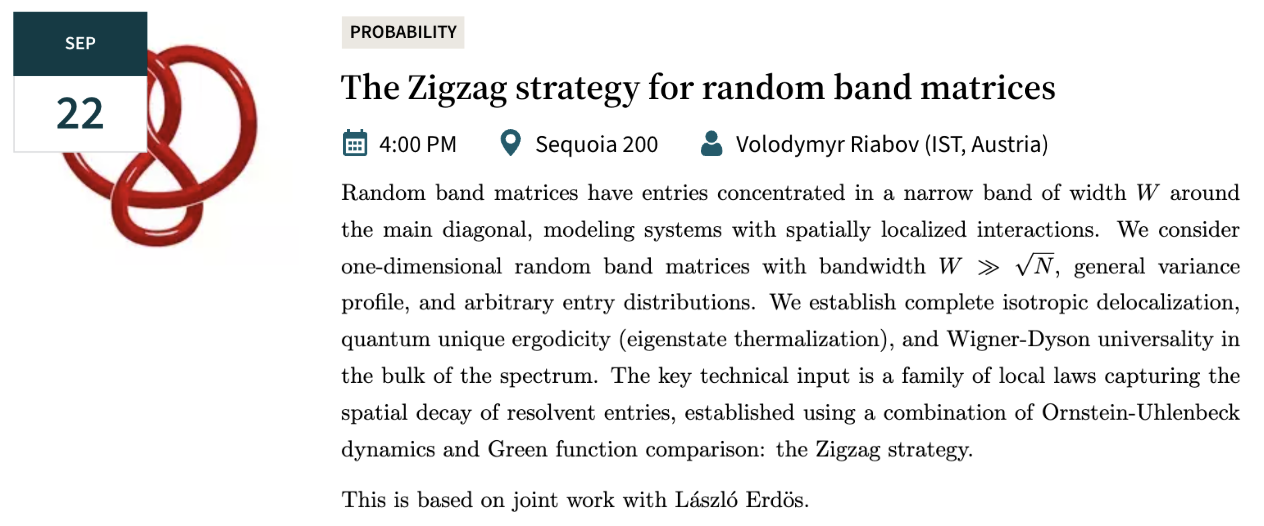 SEP
22
PROBABILITY
The Zigzag strategy for random band matrices
4:00 PM Sequoia 200 Volodymyr Riabov (IST, Austria)
Random band matrices have entries concentrated in a narrow band of width W around
the main diagonal, modeling systems with spatially localized interactions. We consider
one-dimensional random band matrices with bandwidth W ≫ √N, general variance
profile, and arbitrary entry distributions. We establish complete isotropic delocalization,
quantum unique ergodicity (eigenstate thermalization), and Wigner-Dyson universality in
the bulk of the spectrum. The key technical input is a family of local laws capturing the
spatial decay of resolvent entries, established using a combination of Ornstein-Uhlenbeck
dynamics and Green function comparison: the Zigzag strategy.
This is based on joint work with László Erdös.